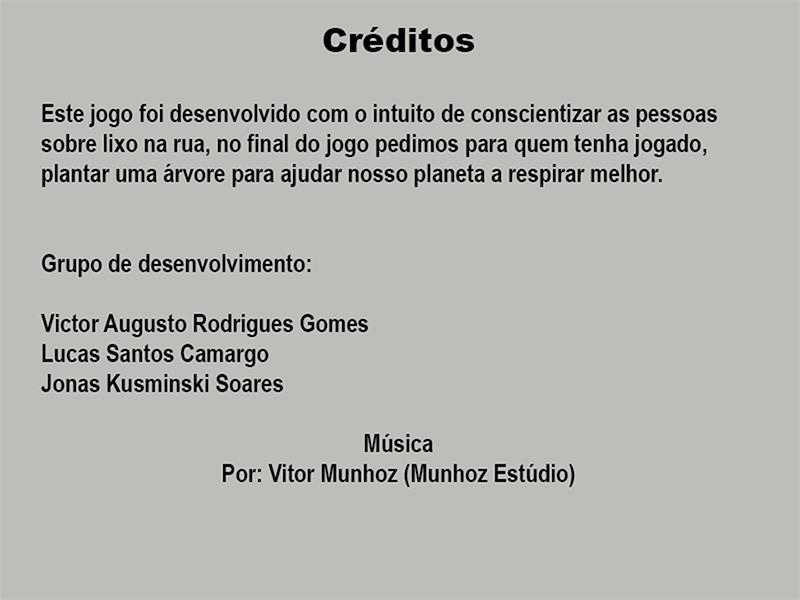 Créditos
Este jogo foi desenvolvido com o intuito de conscientizar as pessoas
sobre lixo na rua, no final do jogo pedimos para quem tenha jogado,
plantar uma árvore para ajudar nosso planeta a respirar melhor.
Grupo de desenvolvimento:
Victor Augusto Rodrigues Gomes
Lucas Santos Camargo
Jonas Kusminski Soares
Música
Por: Vitor Munhoz (Munhoz Estúdio)